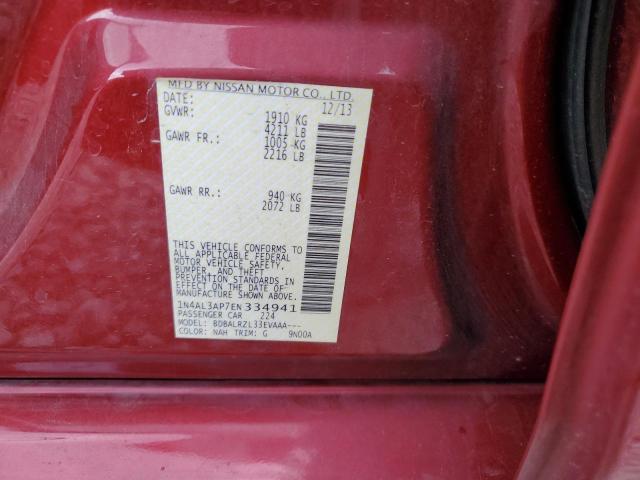 MFD BY NISSAN MOTOR CO., LTD.
DATE: 12/13
GVWR: 1910 KG
4211 LB
GAWR FR.: 1005 KG
2216 LB
GAWR RR.: 940 KG
2072 LB
THIS VEHICLE CONFORMS TO
ALL APPLICABLE FEDERAL
MOTOR VEHICLE SAFETY,
BUMPER, AND THEFT
PREVENTION STANDARDS IN
EFFECT ON THE DATE OF
MANUFACTURE SHOWN ABOVE.
1N4AL3AP7EN334941
PASSENGER CAR 224
MODEL: BDBALRZL33EVAAA---
COLOR: NAH TRIM: G 9N00A